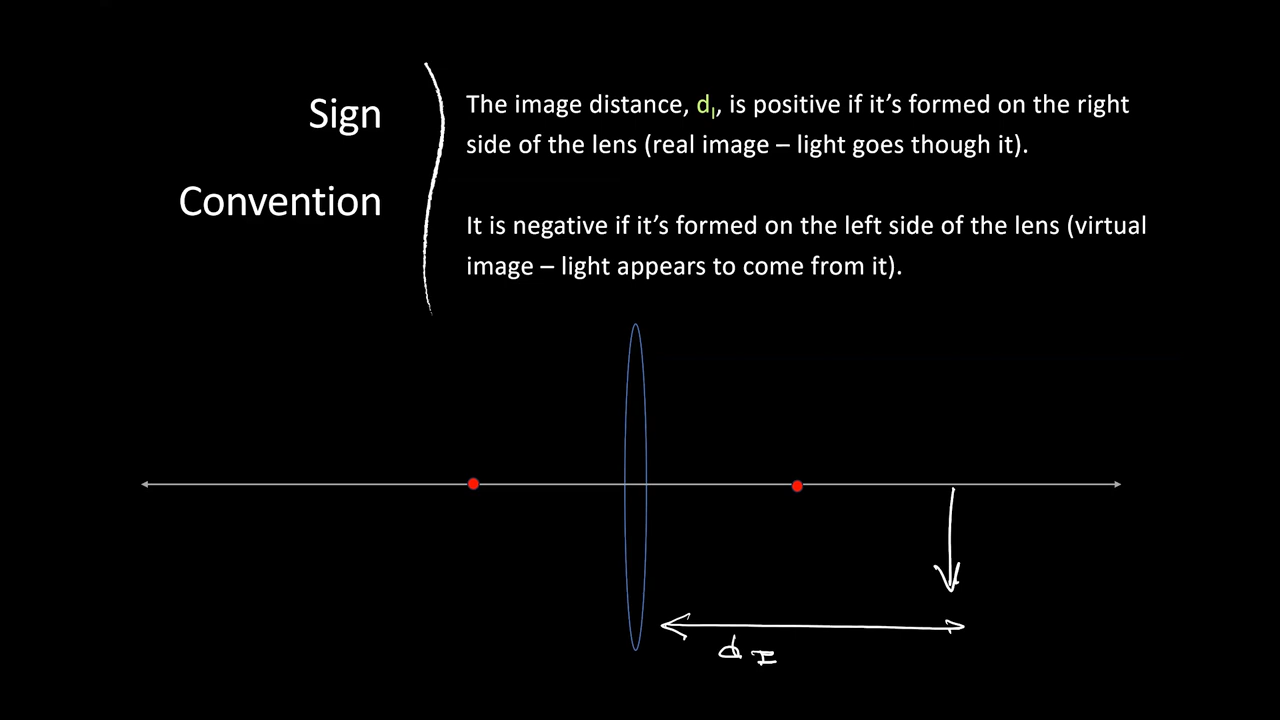 Sign
Convention
The image distance, dI, is positive if it’s formed on the right
side of the lens (real image – light goes though it).
It is negative if it’s formed on the left side of the lens (virtual
image – light appears to come from it).
dI